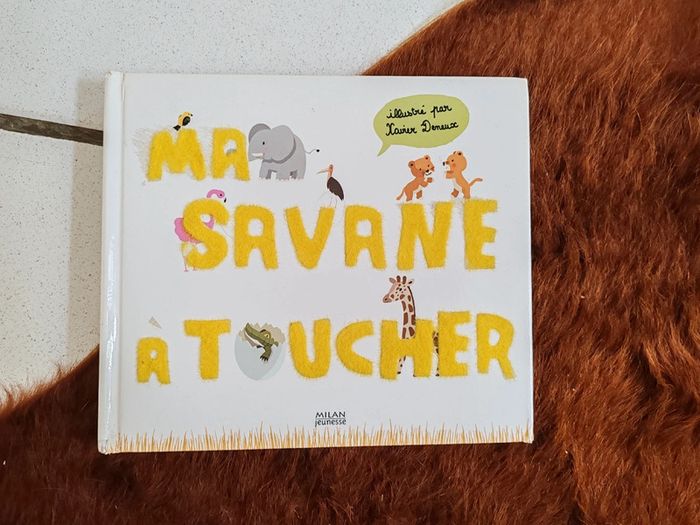 illustré par
Xavier Deneux
MA
SAVANE
À TOUCHER
MILAN
jeunesse